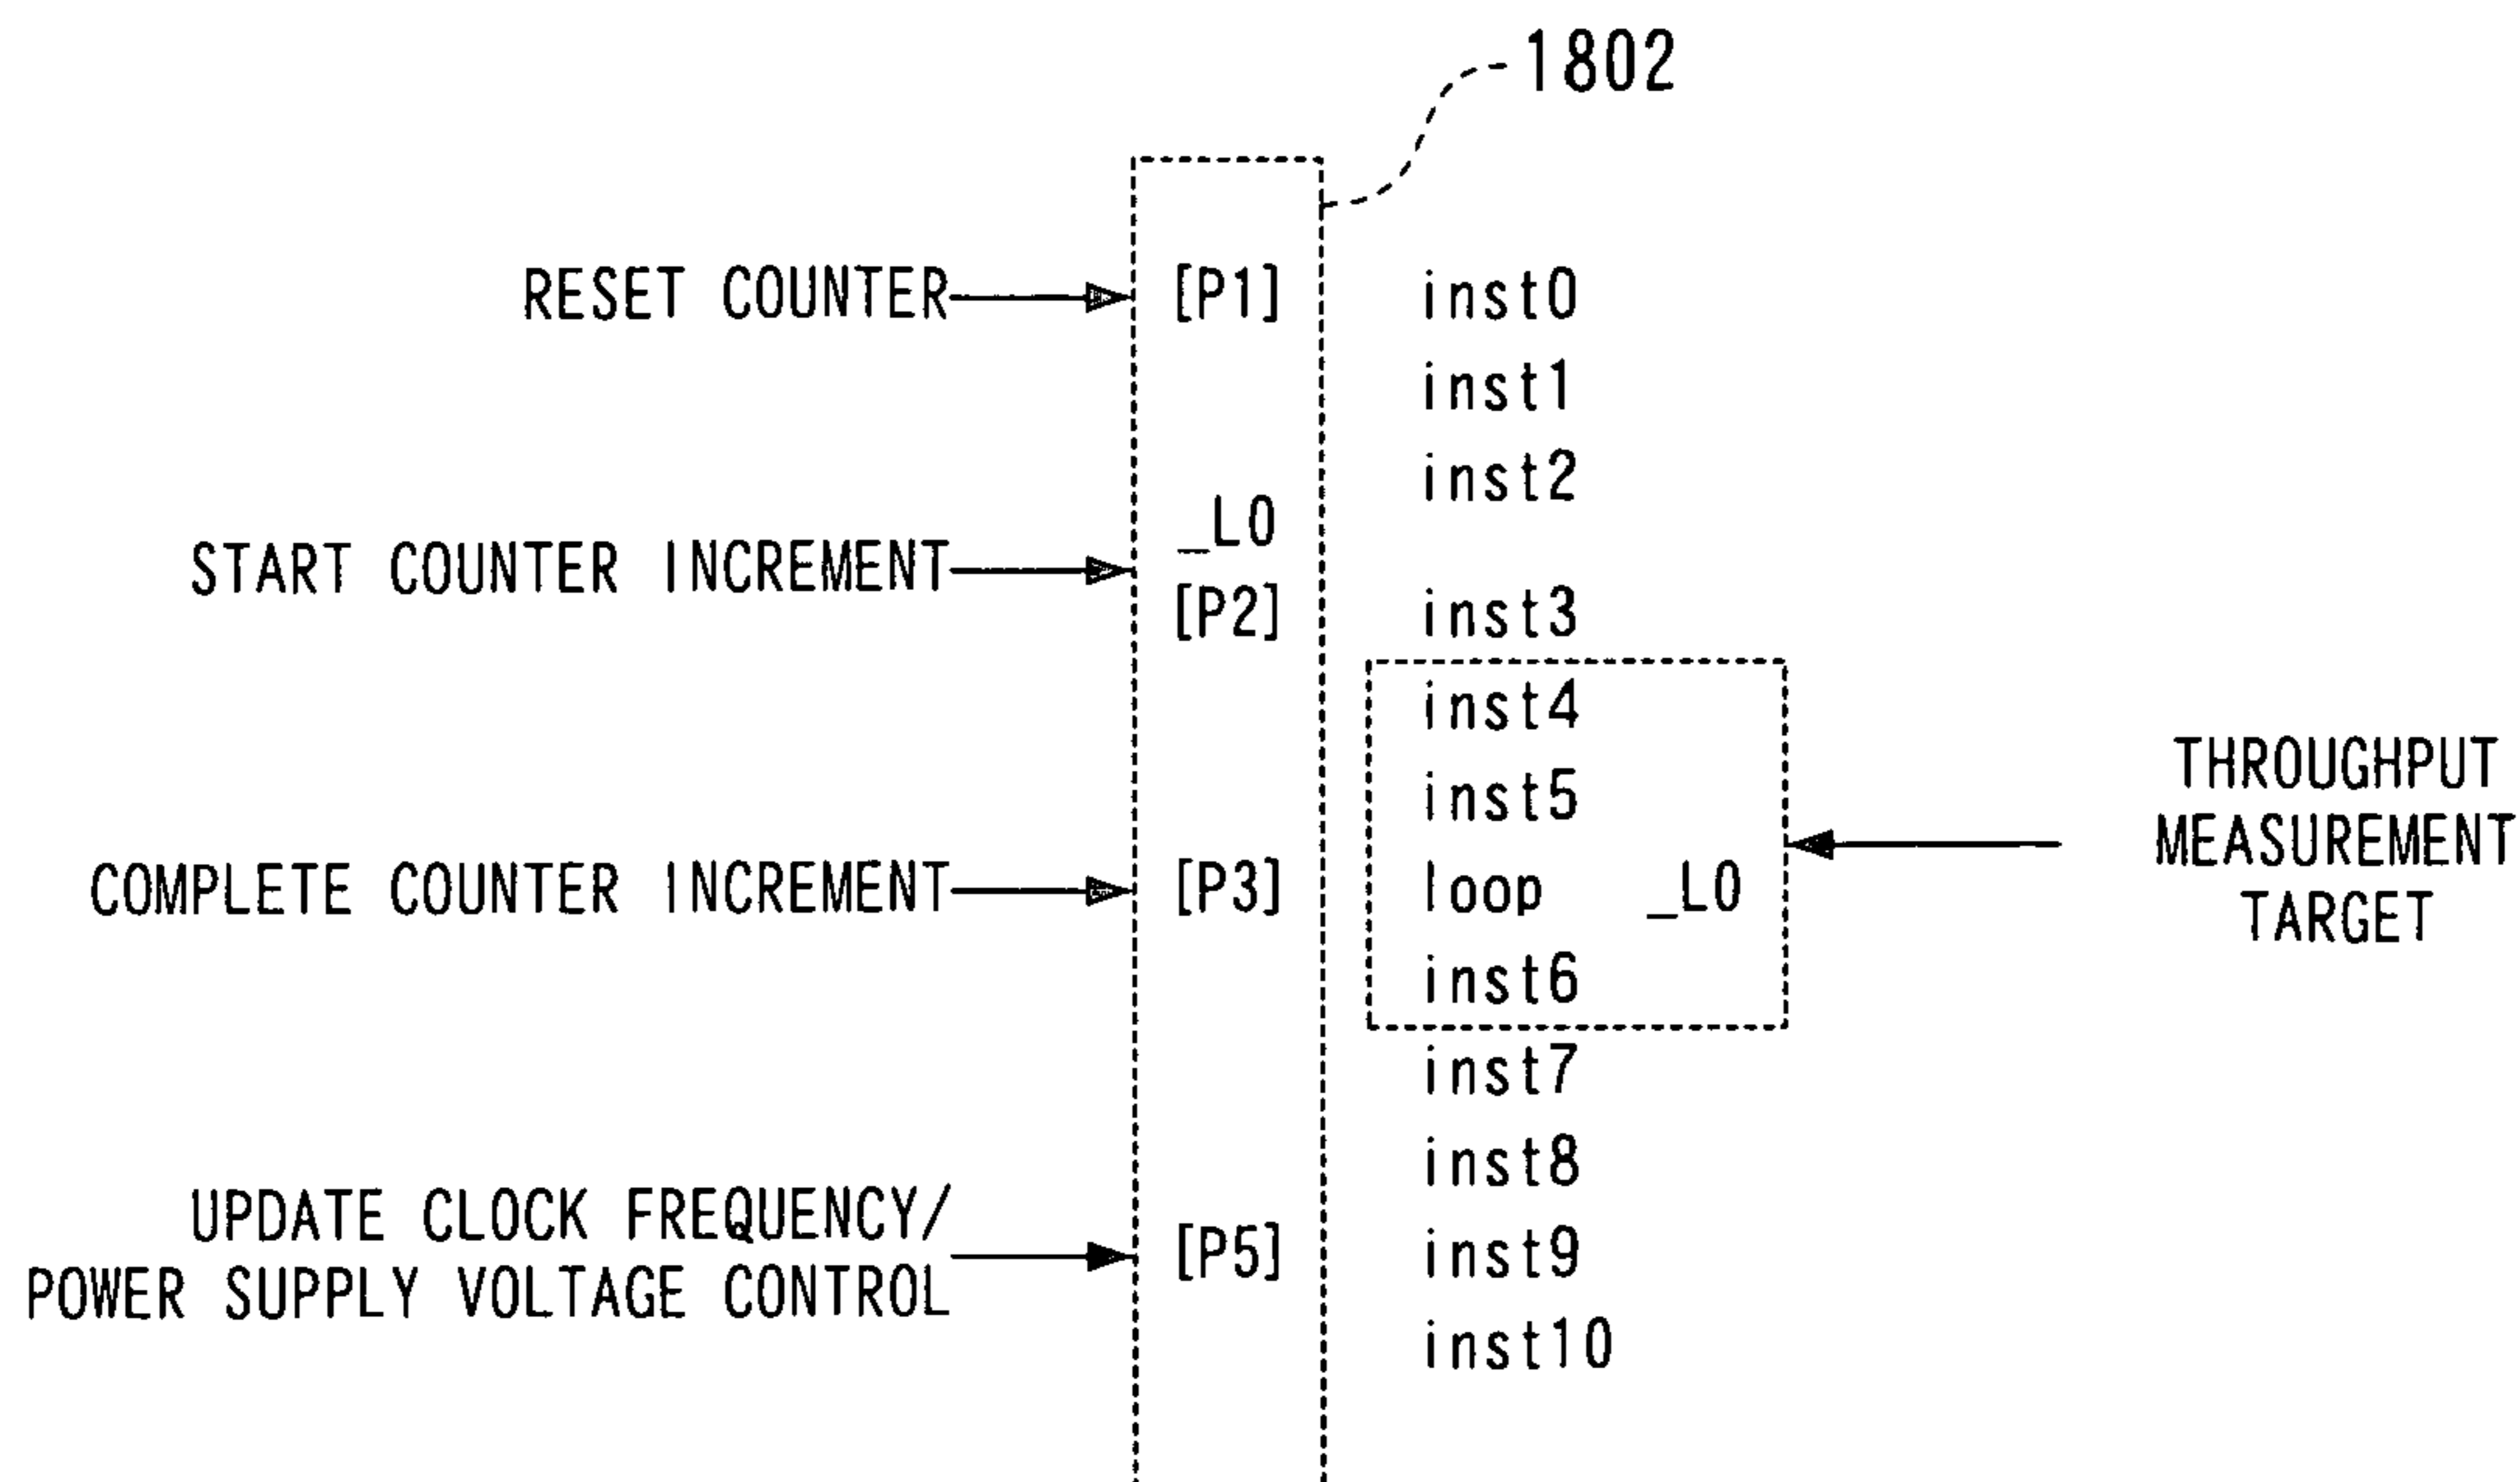 1802
RESET COUNTER [P1] inst0
inst1
inst2
_L0
START COUNTER INCREMENT
[P2] inst3
inst4
inst5
COMPLETE COUNTER INCREMENT [P3] loop _L0
inst6
THROUGHPUT
MEASUREMENT
TARGET
inst7
inst8
UPDATE CLOCK FREQUENCY/
POWER SUPPLY VOLTAGE CONTROL
[P5] inst9
inst10